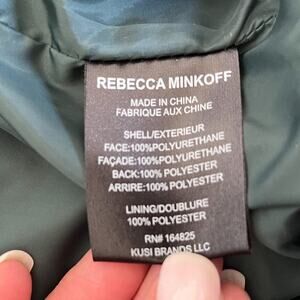 REBECCA MINKOFF
MADE IN CHINA
FABRIQUE AUX CHINE
SHELL/EXTERIEUR
FACE:100%POLYURETHANE
FAÇADE:100%POLYURETHANE
BACK:100% POLYESTER
ARRIRE:100% POLYESTER
LINING/DOUBLURE
100% POLYESTER
RN# 164825
KUSI BRANDS LLC